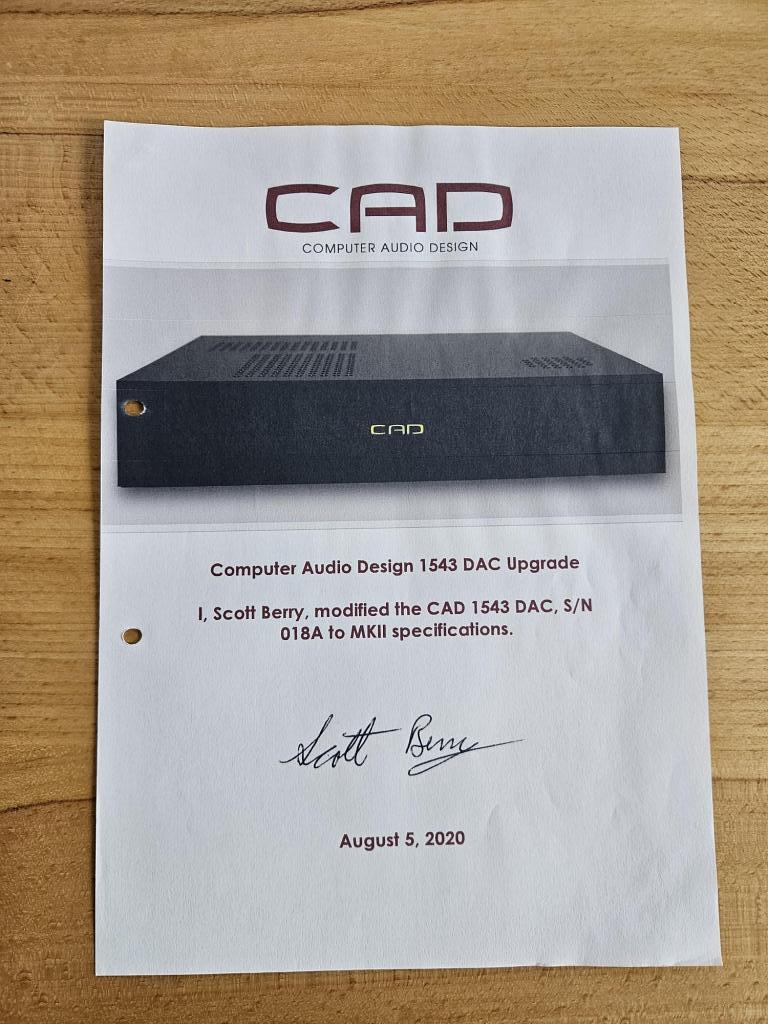 CAD
COMPUTER AUDIO DESIGN
CAD
Computer Audio Design 1543 DAC Upgrade
I, Scott Berry, modified the CAD 1543 DAC, S/N
018A to MKII specifications.
Scott Berry
August 5, 2020